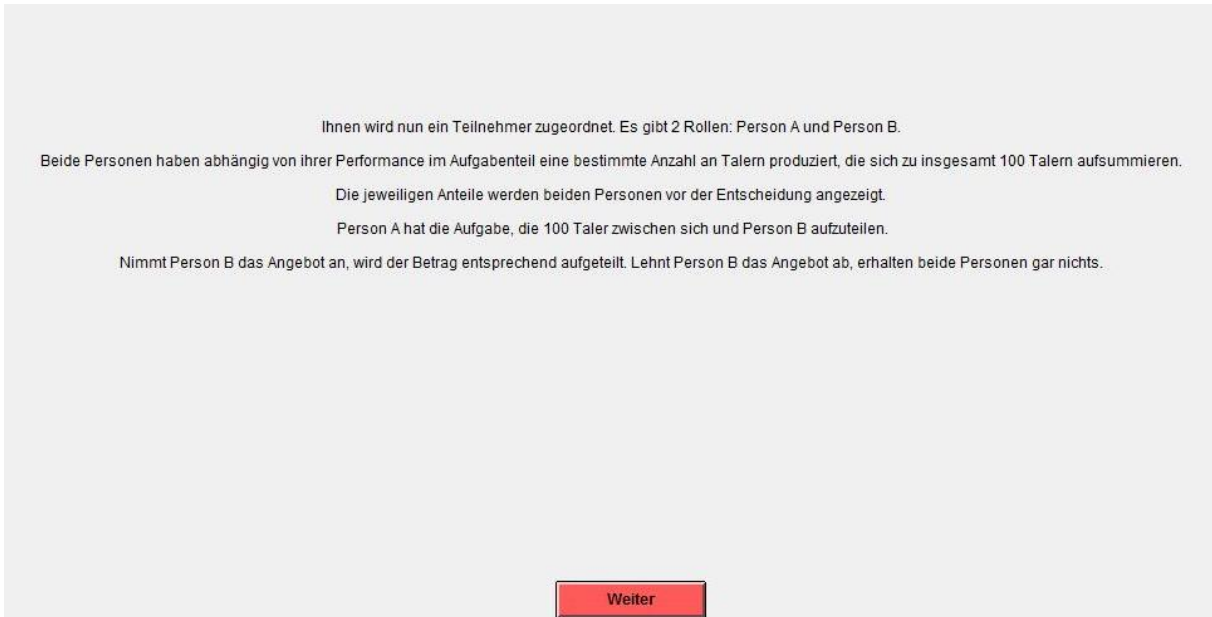 Ihnen wird nun ein Teilnehmer zugeordnet. Es gibt 2 Rollen: Person A und Person B.
Beide Personen haben abhängig von ihrer Performance im Aufgabenteil eine bestimmte Anzahl an Talern produziert, die sich zu insgesamt 100 Talern aufsummieren.
Die jeweiligen Anteile werden beiden Personen vor der Entscheidung angezeigt.
Person A hat die Aufgabe, die 100 Taler zwischen sich und Person B aufzuteilen.
Nimmt Person B das Angebot an, wird der Betrag entsprechend aufgeteilt. Lehnt Person B das Angebot ab, erhalten beide Personen gar nichts.
Weiter